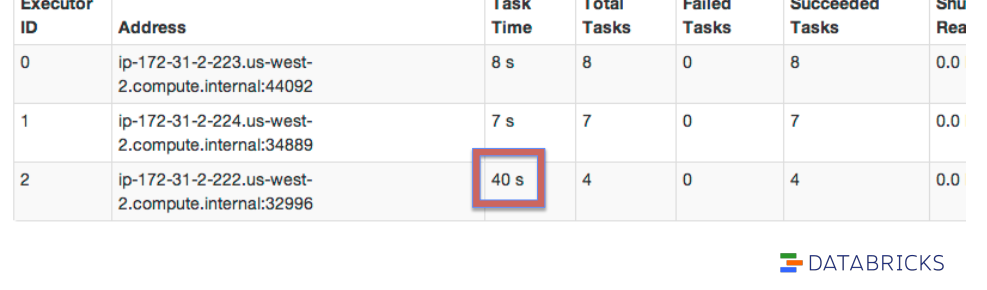 Executor ID Address Task Time Total Tasks Failed Tasks Succeeded Tasks
0 ip-172-31-2-223.us-west-2.compute.internal:44092 8 s 8 0 8 0.0
1 ip-172-31-2-224.us-west-2.compute.internal:34889 7 s 7 0 7 0.0
2 ip-172-31-2-222.us-west-2.compute.internal:32996 40 s 4 0 4 0.0
DATABRICKS